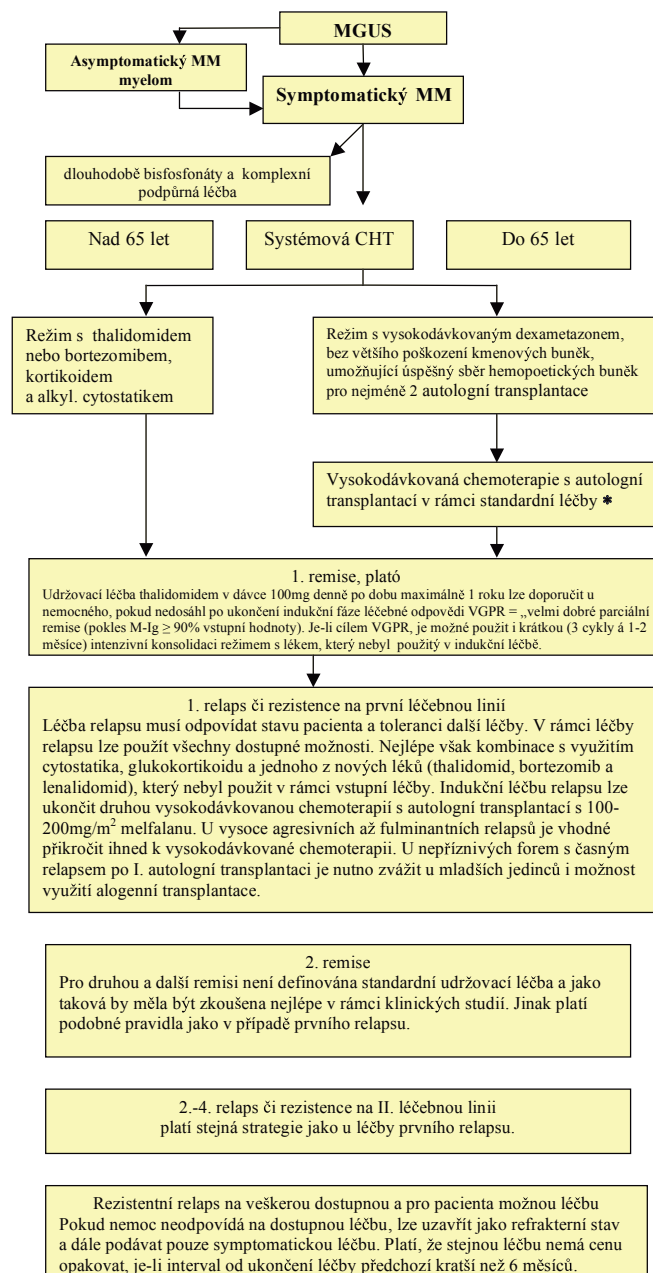 MGUS
Asymptomatický MM
myelom
Symptomatický MM
dlouhodobě bisfosfonáty a komplexní
podpůrná léčba
Nad 65 let
Systémová CHT
Do 65 let
Režim s thalidomidem
nebo bortezomibem,
kortikoidem
a alkyl. cytostatikem
Režim s vysokodávkovaným dexametazonem,
bez většího poškození kmenových buněk,
umožňující úspěšný sběr hemopoetických buněk
pro nejméně 2 autologní transplantace
Vysokodávkovaná chemoterapie s autologní
transplantací v rámci standardní léčby *
1. remise, plató
Udržovací léčba thalidomidem v dávce 100mg denně po dobu maximálně 1 roku lze doporučit u
nemocného, pokud nedosáhl po ukončení indukční fáze léčebné odpovědi VGPR = „velmi dobré parciální
remise (pokles M-Ig ≥ 90% vstupní hodnoty). Je-li cílem VGPR, je možné použit i krátkou (3 cykly á 1-2
měsíce) intenzivní konsolidaci režimem s lékem, který nebyl použitý v indukční léčbě.
1. relaps či rezistence na první léčebnou linií
Léčba relapsu musí odpovídat stavu pacienta a toleranci další léčby. V rámci léčby
relapsu lze použít všechny dostupné možnosti. Nejlépe však kombinace s využitím
cytostatika, glukokortikoidu a jednoho z nových léků (thalidomid, bortezomib a
lenalidomid), který nebyl použit v rámci vstupní léčby. Indukční léčbu relapsu lze
ukončit druhou vysokodávkovanou chemoterapií s autologní transplantací s 100-
200mg/m² melfalanu. U vysoce agresivních až fulminantních relapsů je vhodné
přikročit ihned k vysokodávkované chemoterapii. U nepříznivých forem s časným
relapsem po I. autologní transplantaci je nutno zvážit u mladších jedinců i možnost
využití alogenní transplantace.
2. remise
Pro druhou a další remisi není definována standardní udržovací léčba a jako
taková by měla být zkoušena nejlépe v rámci klinických studií. Jinak platí
podobné pravidla jako v případě prvního relapsu.
2.-4. relaps či rezistence na II. léčebnou linii
platí stejná strategie jako u léčby prvního relapsu.
Rezistentní relaps na veškerou dostupnou a pro pacienta možnou léčbu
Pokud nemoc neodpovídá na dostupnou léčbu, lze uzavřít jako refrakterní stav
a dále podávat pouze symptomatickou léčbu. Platí, že stejnou léčbu nemá cenu
opakovat, je-li interval od ukončení léčby předchozí kratší než 6 měsíců.